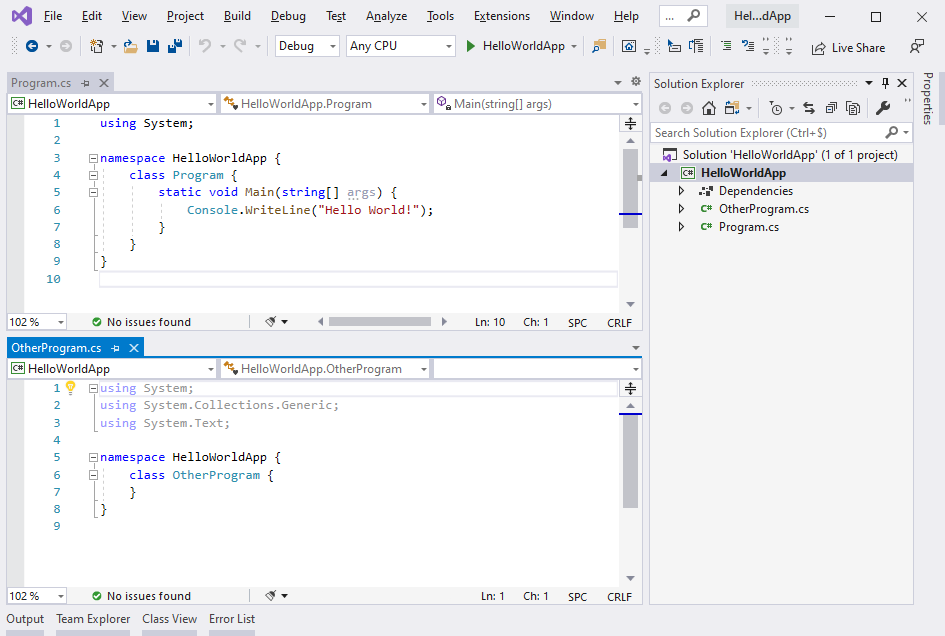 File Edit View Project Build Debug Test Analyze Tools Extensions Window Help ... Hel...dApp
Debug Any CPU HelloWorldApp Live Share
Program.cs
C# HelloWorldApp HelloWorldApp.Program Main(string[] args)
1 using System;
2
3 namespace HelloWorldApp {
4 class Program {
5 static void Main(string[] args) {
6 Console.WriteLine("Hello World!");
7 }
8 }
9 }
10
102 % No issues found Ln: 10 Ch: 1 SPC CRLF
OtherProgram.cs
C# HelloWorldApp HelloWorldApp.OtherProgram
1 using System;
2 using System.Collections.Generic;
3 using System.Text;
4
5 namespace HelloWorldApp {
6 class OtherProgram {
7 }
8 }
9
102 % No issues found Ln: 1 Ch: 1 SPC CRLF
Output Team Explorer Class View Error List
Solution Explorer
Search Solution Explorer (Ctrl+$)
Solution 'HelloWorldApp' (1 of 1 project)
C# HelloWorldApp
Dependencies
C# OtherProgram.cs
C# Program.cs
Properties